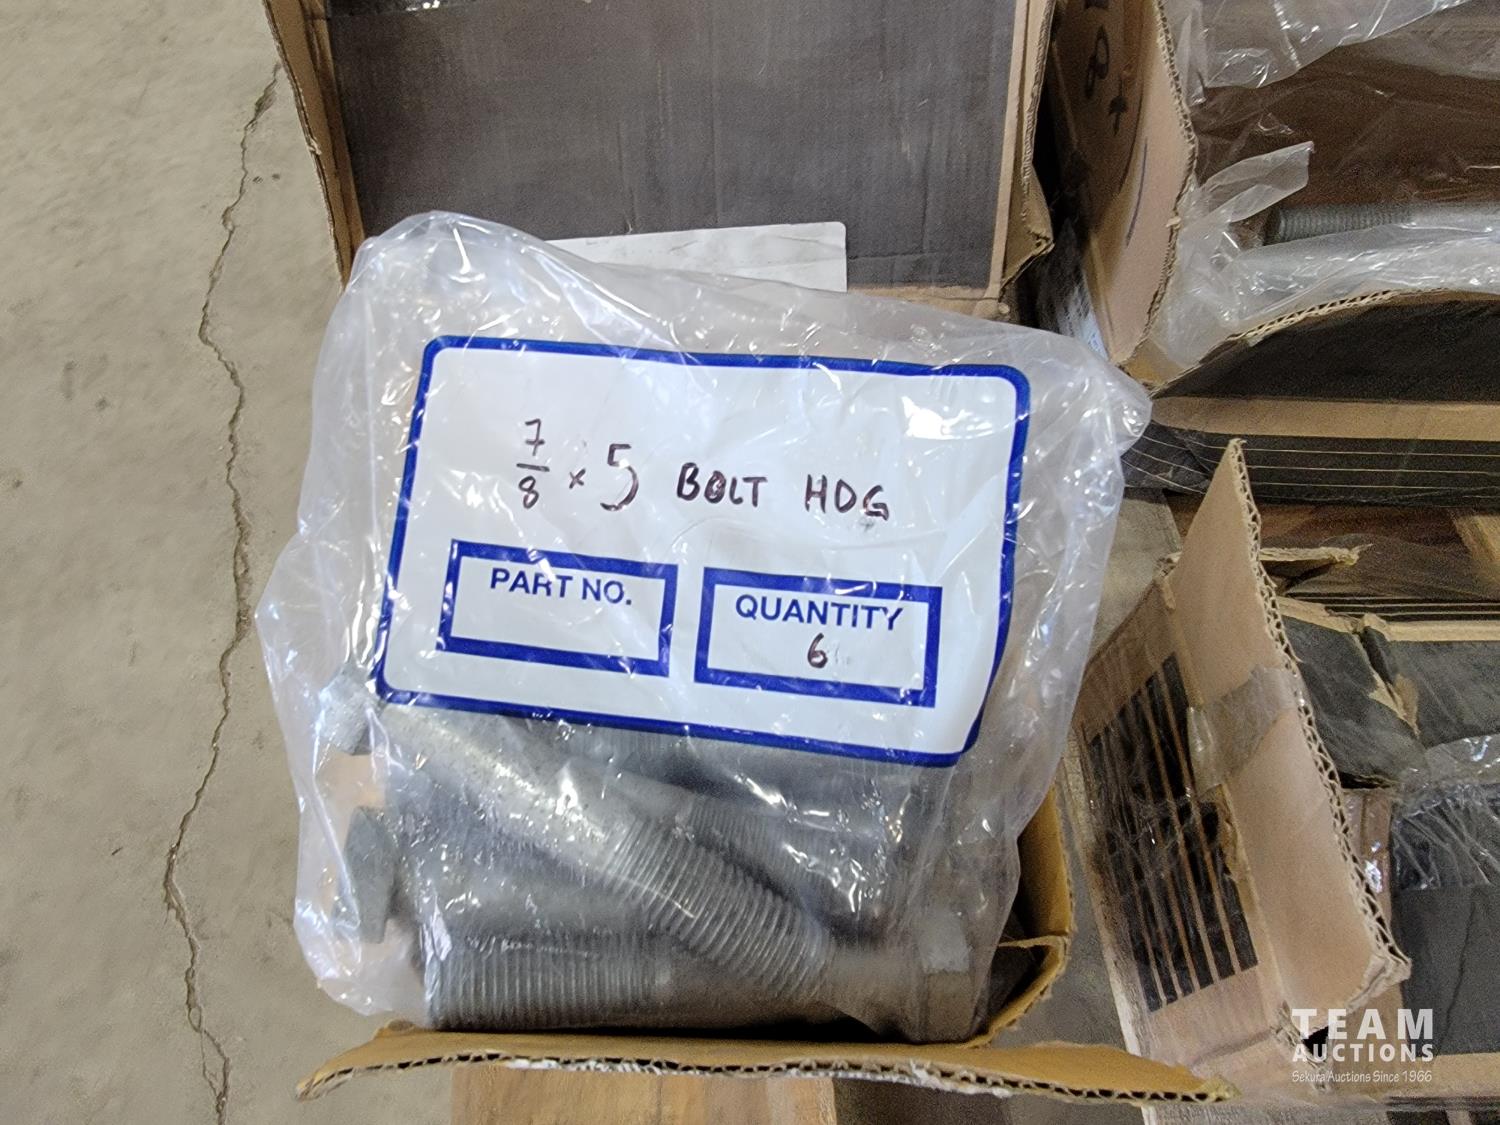 7/8 × 5 BOLT HDG
PART NO.
QUANTITY
6
TEAM
AUCTIONS
Sekura Auctions Since 1966